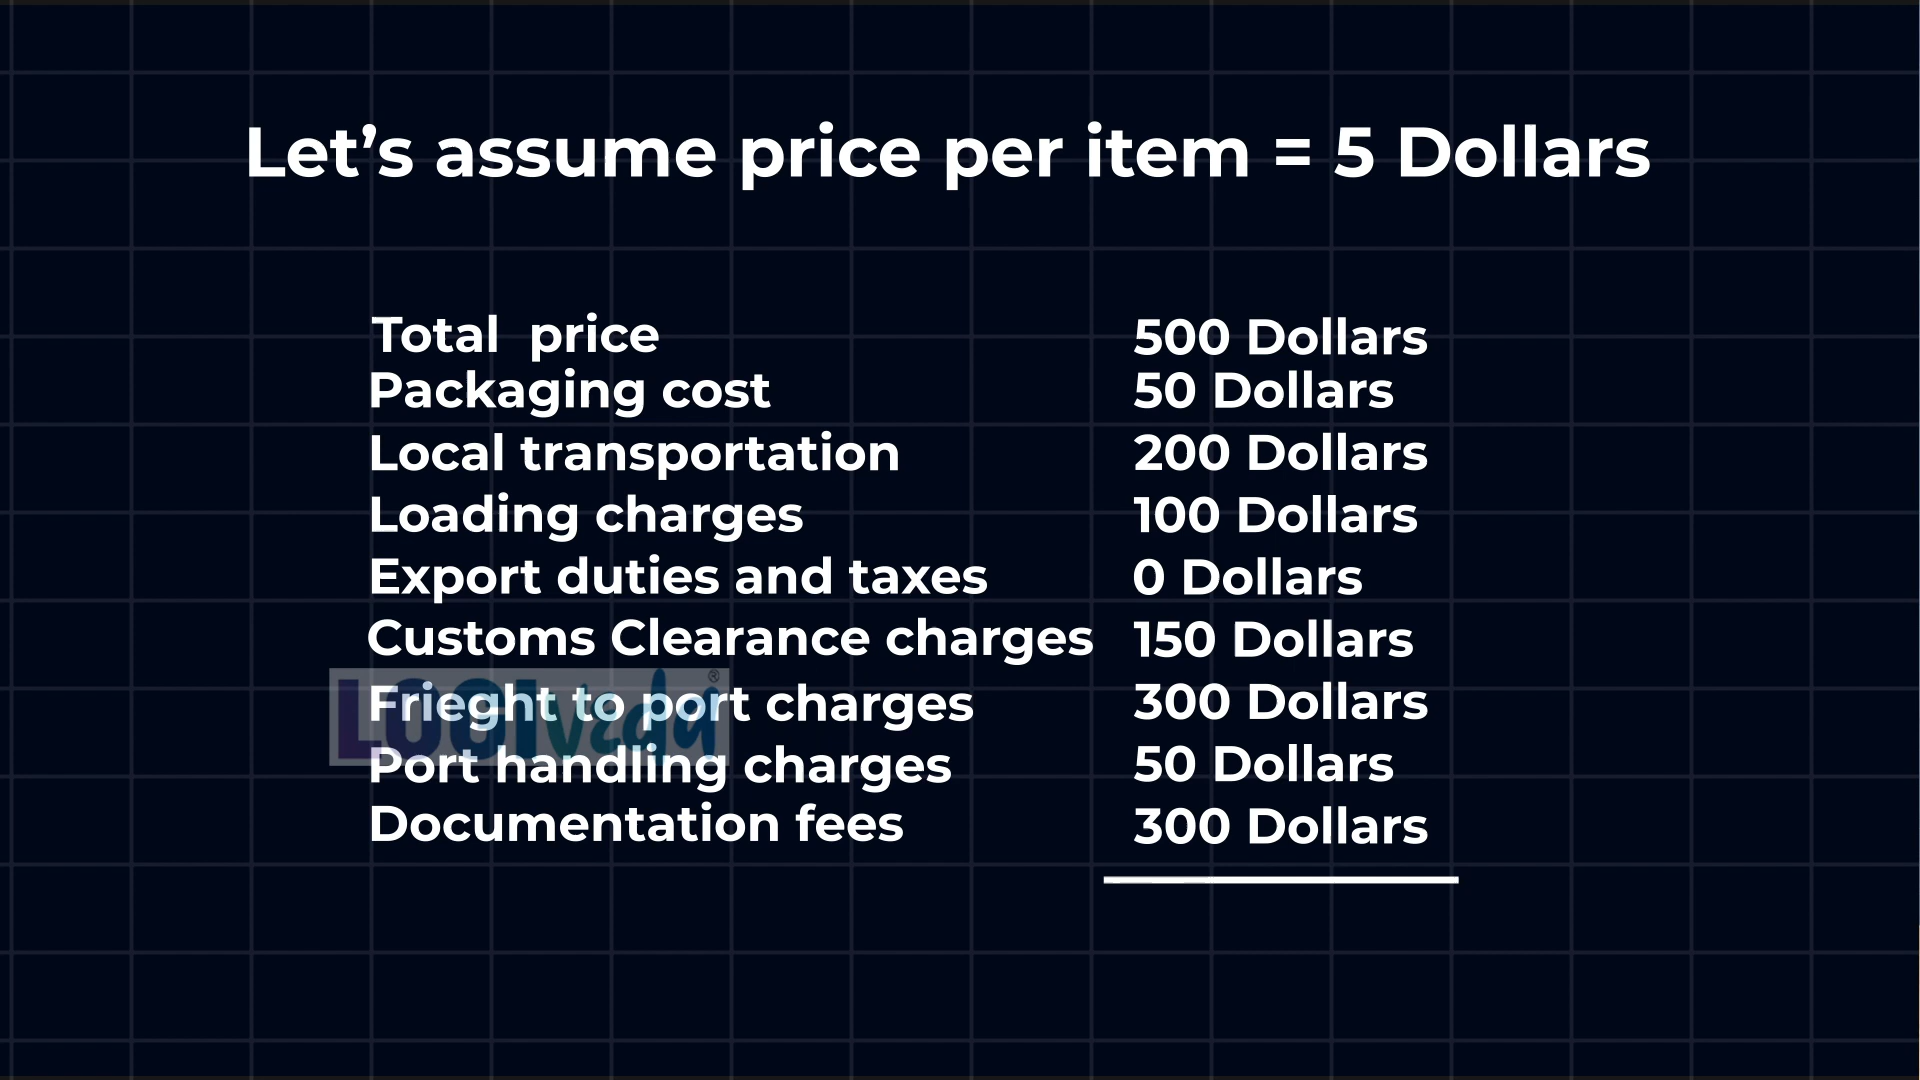 Let’s assume price per item = 5 Dollars
Total price 500 Dollars
Packaging cost 50 Dollars
Local transportation 200 Dollars
Loading charges 100 Dollars
Export duties and taxes 0 Dollars
Customs Clearance charges 150 Dollars
Frieght to port charges 300 Dollars
LOGIveda®
Port handling charges 50 Dollars
Documentation fees 300 Dollars